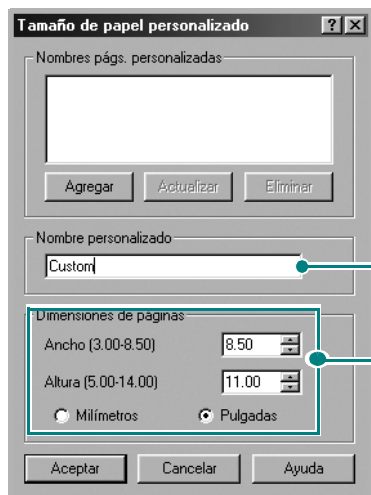 Tamaño de papel personalizado
Nombres págs. personalizadas
Agregar Actualizar Eliminar
Nombre personalizado
Custom
Dimensiones de páginas
Ancho (3.00-8.50) 8.50
Altura (5.00-14.00) 11.00
Milímetros Pulgadas
Aceptar Cancelar Ayuda